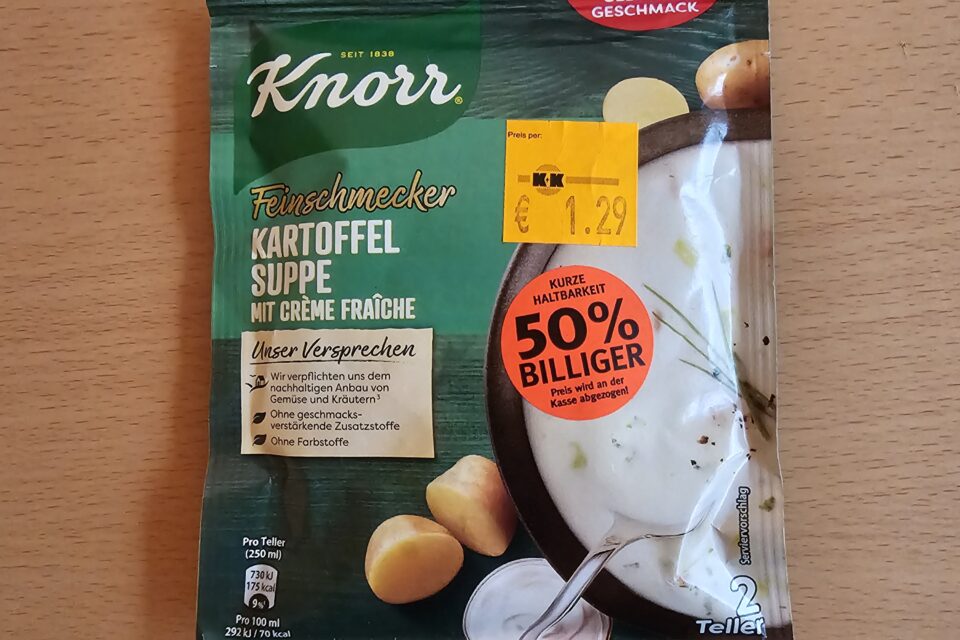 GESCHMACK
SEIT 1838
Knorr®
Preis per:
K+K
€ 1.29
Feinschmecker
KARTOFFEL
SUPPE
MIT CRÈME FRAÎCHE
KURZE
HALTBARKEIT
50%
BILLIGER
Preis wird an der
Kasse abgezogen!
Unser Versprechen
Wir verpflichten uns dem
nachhaltigen Anbau von
Gemüse und Kräutern³
Ohne geschmacks-
verstärkende Zusatzstoffe
Ohne Farbstoffe
Pro Teller
(250 ml)
730 kJ
175 kcal
9%
Pro 100 ml
292 kJ / 70 kcal
Serviervorschlag
2
Teller